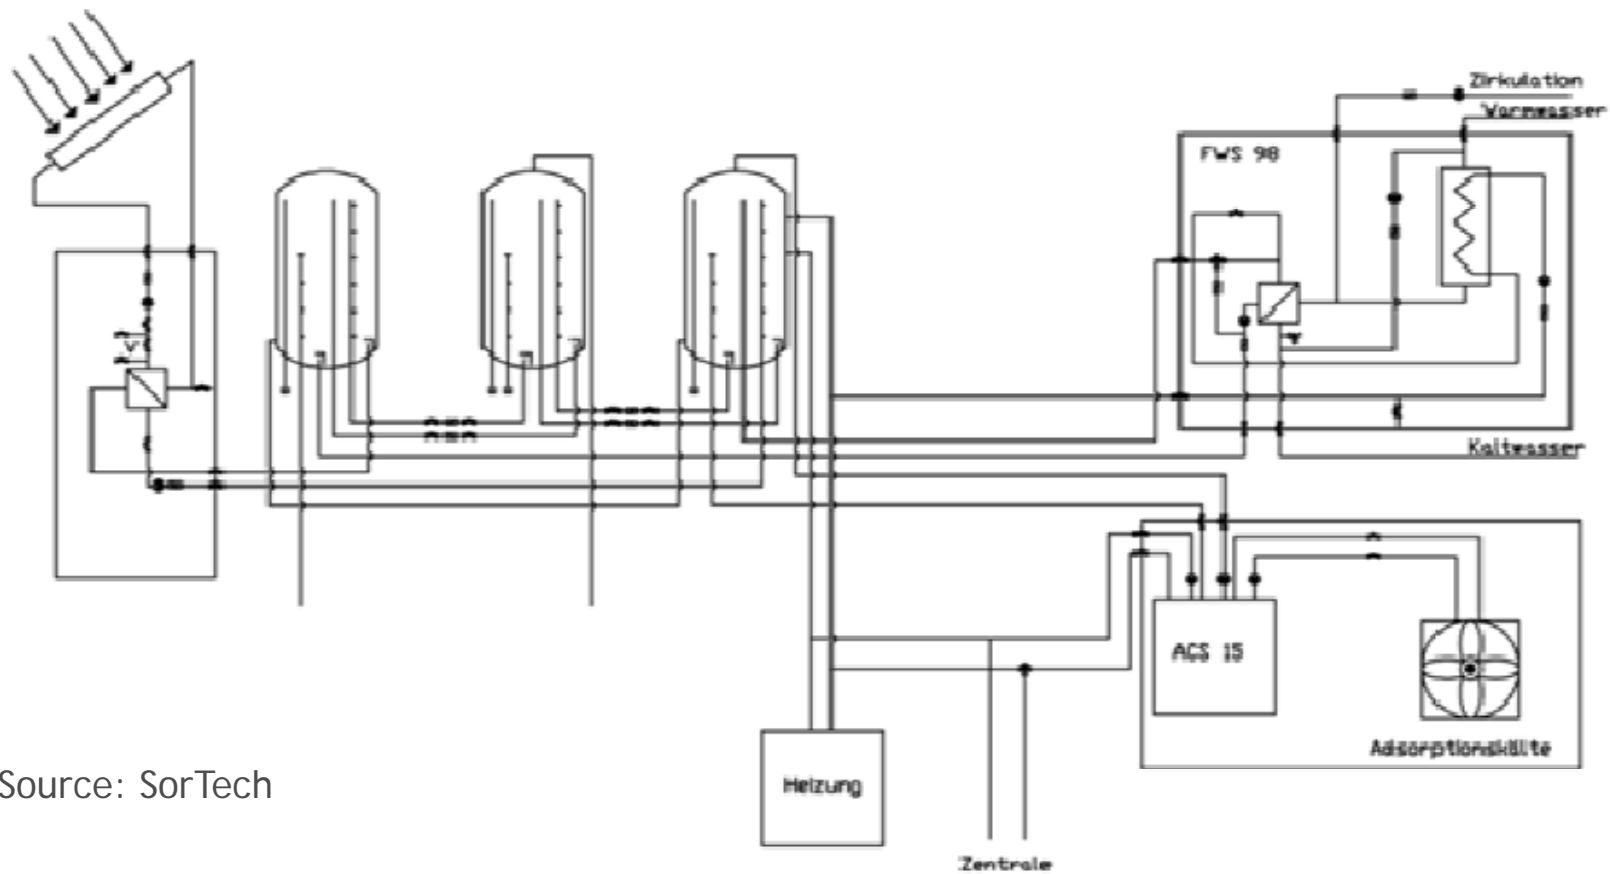 Zirkulation
Warmwasser
FWS 98
Kaltwasser
ACS 15
Adsorptionskälte
Heizung
Zentrale
Source: SorTech